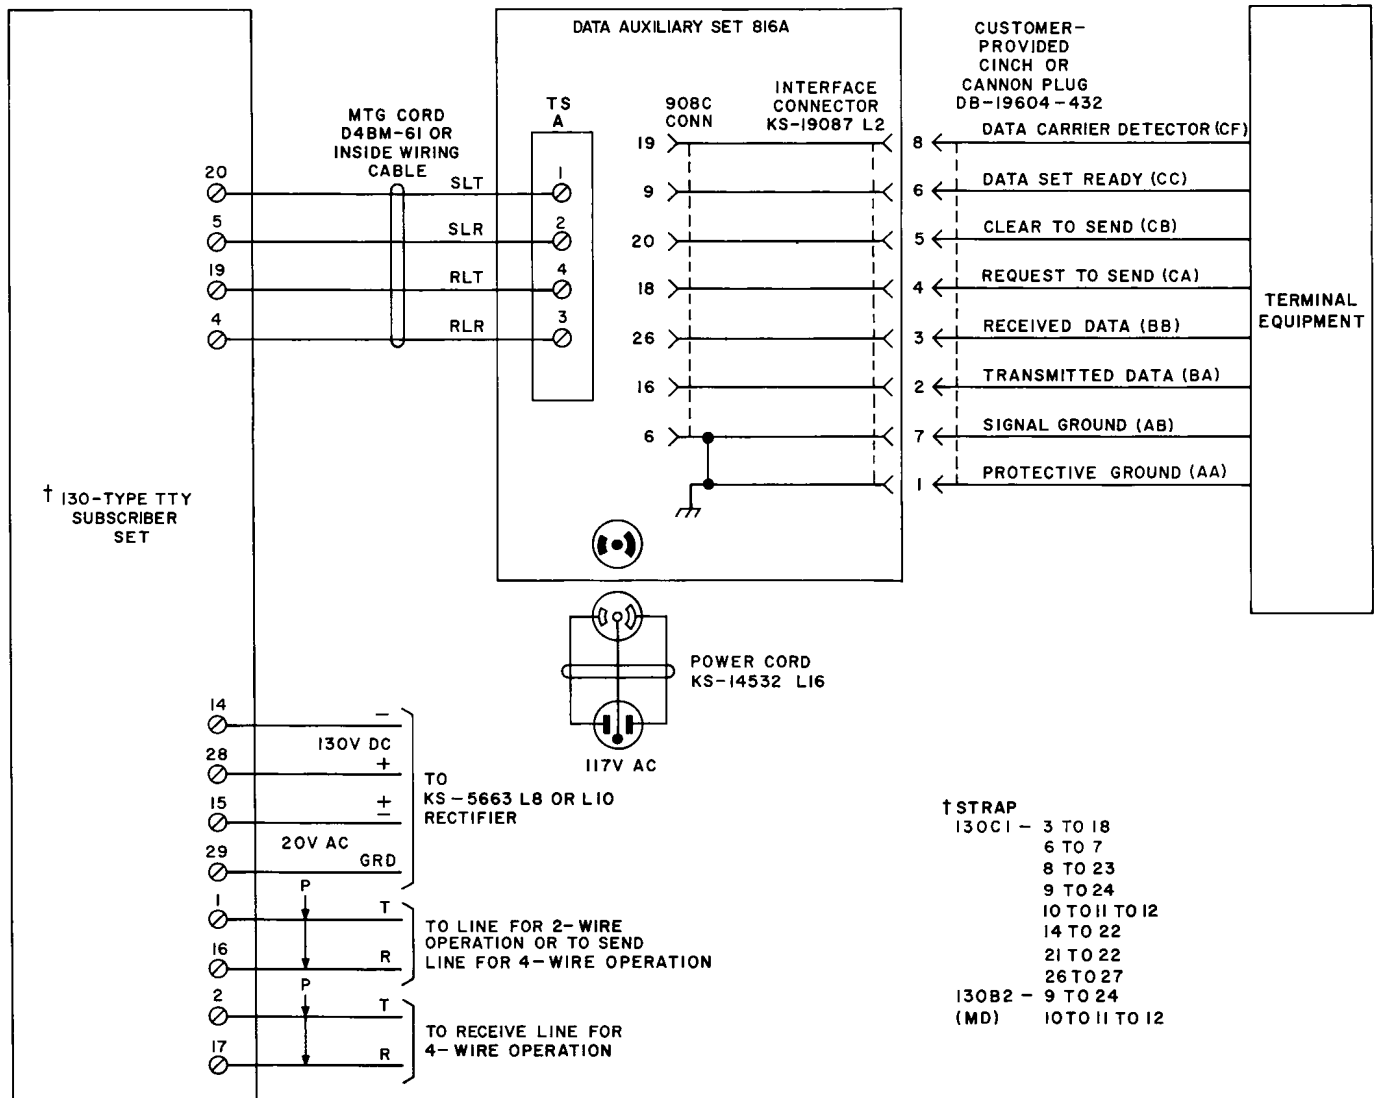 DATA AUXILIARY SET 816A
CUSTOMER-
PROVIDED
CINCH OR
CANNON PLUG
DB-19604-432
MTG CORD
D4BM-61 OR
INSIDE WIRING
CABLE
TS
A
908C
CONN
INTERFACE
CONNECTOR
KS-19087 L2
20 SLT 1
5 SLR 2
19 RLT 4
4 RLR 3
19 8 DATA CARRIER DETECTOR (CF)
9 6 DATA SET READY (CC)
20 5 CLEAR TO SEND (CB)
18 4 REQUEST TO SEND (CA)
26 3 RECEIVED DATA (BB)
16 2 TRANSMITTED DATA (BA)
6 7 SIGNAL GROUND (AB)
1 PROTECTIVE GROUND (AA)
TERMINAL
EQUIPMENT
† 130-TYPE TTY
SUBSCRIBER
SET
POWER CORD
KS-14532 L16
117V AC
14 −
130V DC
28 +
15 + −
20V AC
29 GRD
TO
KS-5663 L8 OR L10
RECTIFIER
1 P T
16 R
TO LINE FOR 2-WIRE
OPERATION OR TO SEND
LINE FOR 4-WIRE OPERATION
2 P T
17 R
TO RECEIVE LINE FOR
4-WIRE OPERATION
† STRAP
130C1 - 3 TO 18
6 TO 7
8 TO 23
9 TO 24
10 TO 11 TO 12
14 TO 22
21 TO 22
26 TO 27
130B2 - 9 TO 24
(MD) 10 TO 11 TO 12